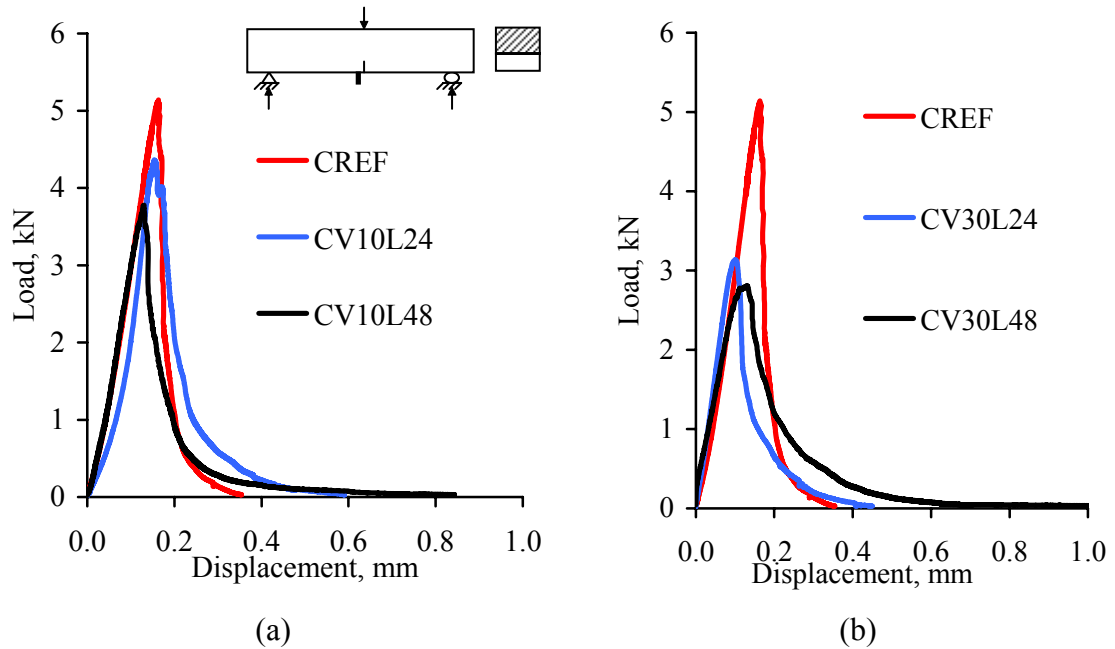 6
5
4
3
2
1
0
Load, kN
CREF
CV10L24
CV10L48
0.0 0.2 0.4 0.6 0.8 1.0
Displacement, mm
(a)
6
5
4
3
2
1
0
Load, kN
CREF
CV30L24
CV30L48
0.0 0.2 0.4 0.6 0.8 1.0
Displacement, mm
(b)